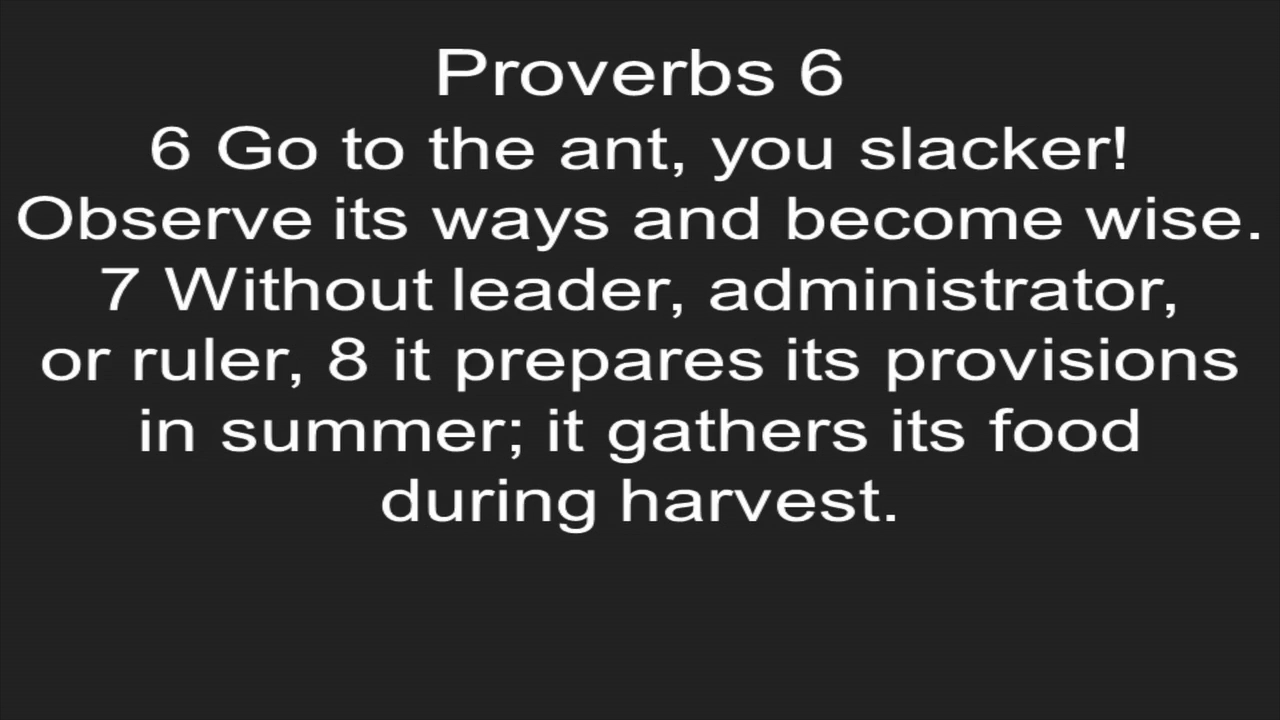 Proverbs 6
6 Go to the ant, you slacker!
Observe its ways and become wise.
7 Without leader, administrator,
or ruler, 8 it prepares its provisions
in summer; it gathers its food
during harvest.